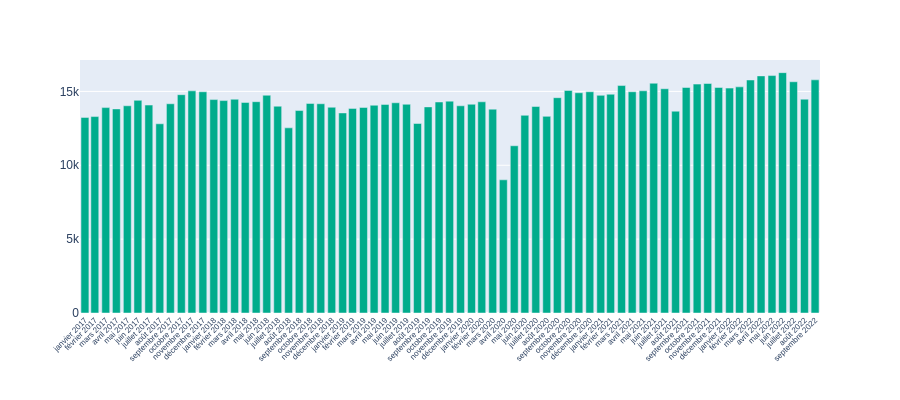 15k
10k
5k
0
janvier 2017
février 2017
mars 2017
avril 2017
mai 2017
juin 2017
juillet 2017
août 2017
septembre 2017
octobre 2017
novembre 2017
décembre 2017
janvier 2018
février 2018
mars 2018
avril 2018
mai 2018
juin 2018
juillet 2018
août 2018
septembre 2018
octobre 2018
novembre 2018
décembre 2018
janvier 2019
février 2019
mars 2019
avril 2019
mai 2019
juin 2019
juillet 2019
août 2019
septembre 2019
octobre 2019
novembre 2019
décembre 2019
janvier 2020
février 2020
mars 2020
avril 2020
mai 2020
juin 2020
juillet 2020
août 2020
septembre 2020
octobre 2020
novembre 2020
décembre 2020
janvier 2021
février 2021
mars 2021
avril 2021
mai 2021
juin 2021
juillet 2021
août 2021
septembre 2021
octobre 2021
novembre 2021
décembre 2021
janvier 2022
février 2022
mars 2022
avril 2022
mai 2022
juin 2022
juillet 2022
août 2022
septembre 2022